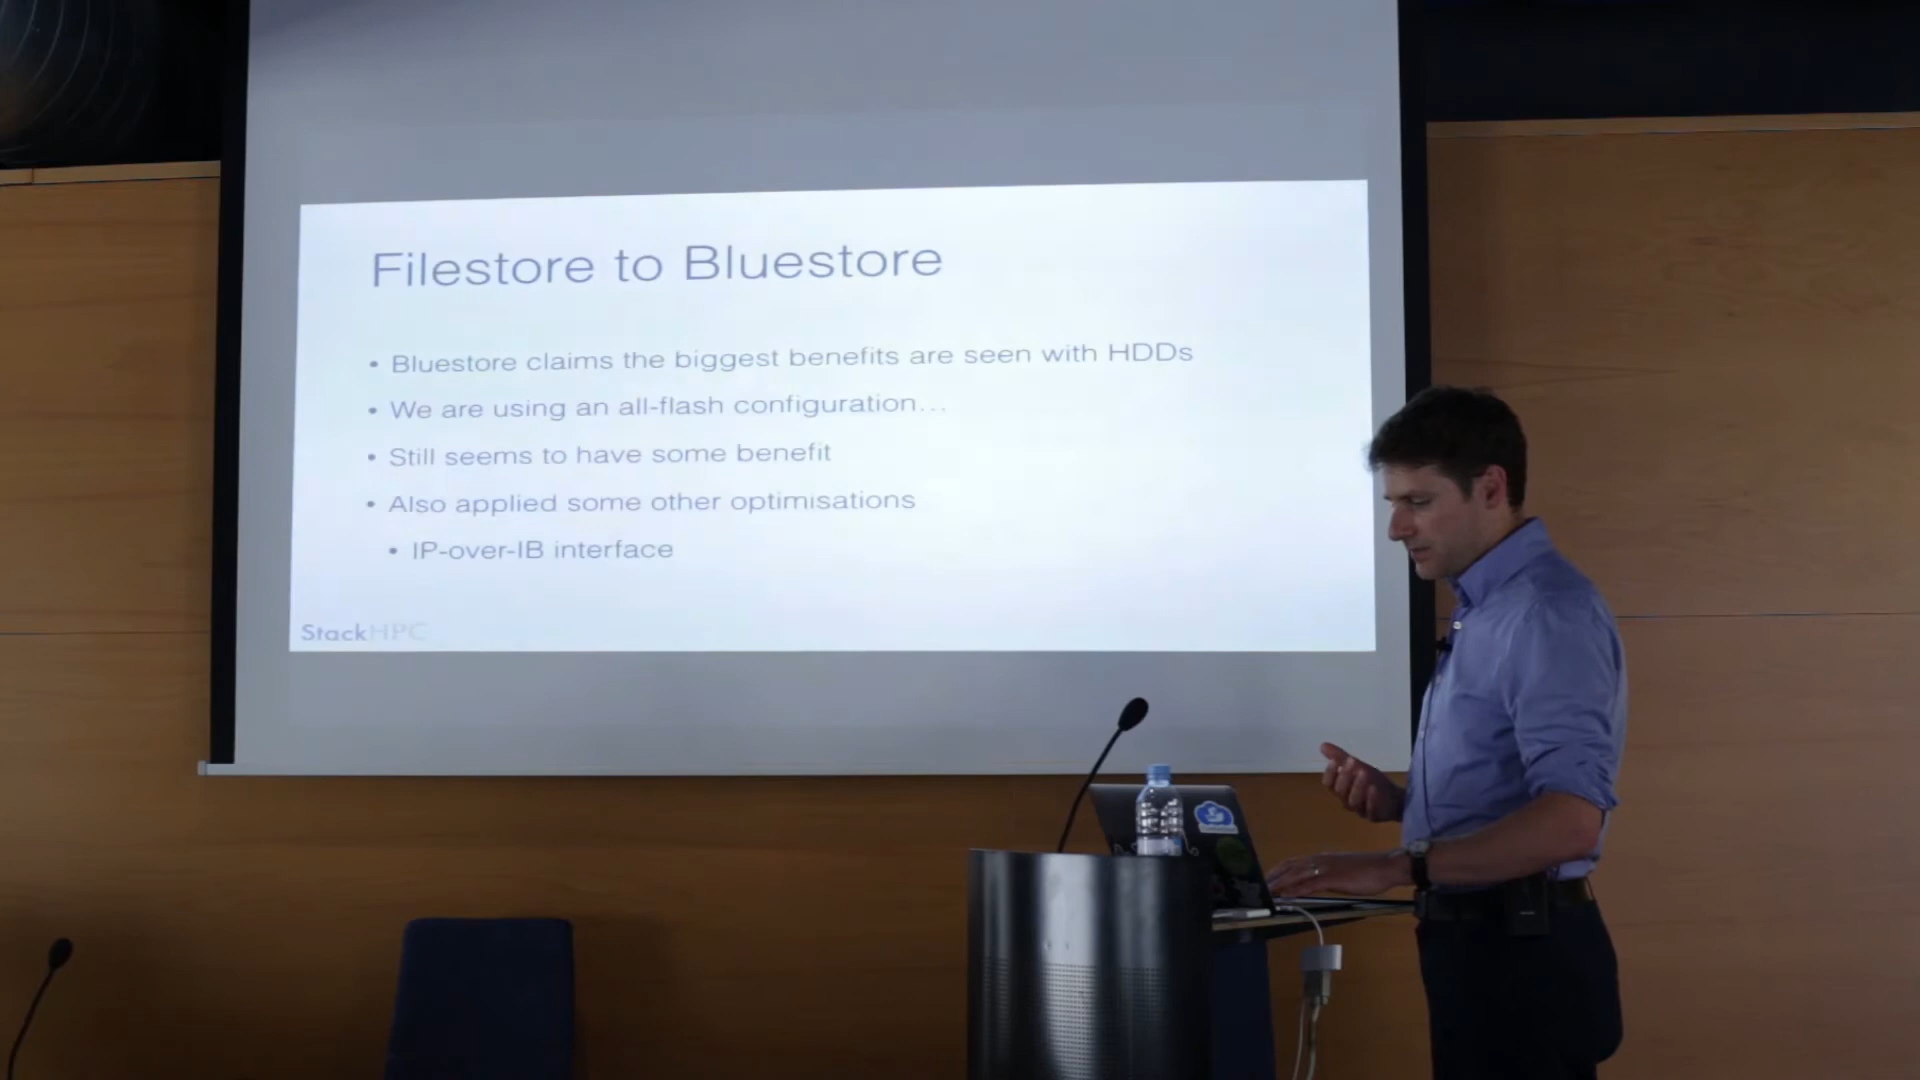 Filestore to Bluestore
• Bluestore claims the biggest benefits are seen with HDDs
• We are using an all-flash configuration...
• Still seems to have some benefit
• Also applied some other optimisations
• IP-over-IB interface
StackHPC